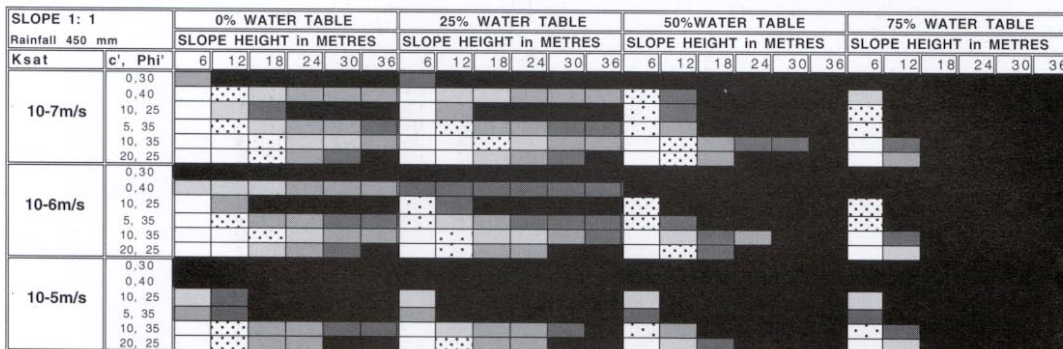 SLOPE 1: 1 0% WATER TABLE 25% WATER TABLE 50%WATER TABLE 75% WATER TABLE
Rainfall 450 mm SLOPE HEIGHT in METRES SLOPE HEIGHT in METRES SLOPE HEIGHT in METRES SLOPE HEIGHT in METRES
Ksat c', Phi' 6 12 18 24 30 36 6 12 18 24 30 36 6 12 18 24 30 36 6 12 18 24 30 36
0,30
0,40
10-7m/s 10, 25
5, 35
10, 35
20, 25
0,30
0,40
10-6m/s 10, 25
5, 35
10, 35
20, 25
0,30
0,40
10-5m/s 10, 25
5, 35
10, 35
20, 25